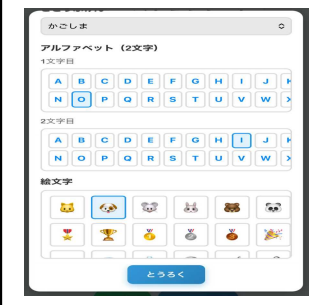 かごしま
アルファベット（2文字）
1文字目
A B C D E F G H I J
N O P Q R S T U V W
2文字目
A B C D E F G H I J
N O P Q R S T U V W
絵文字
とうろく